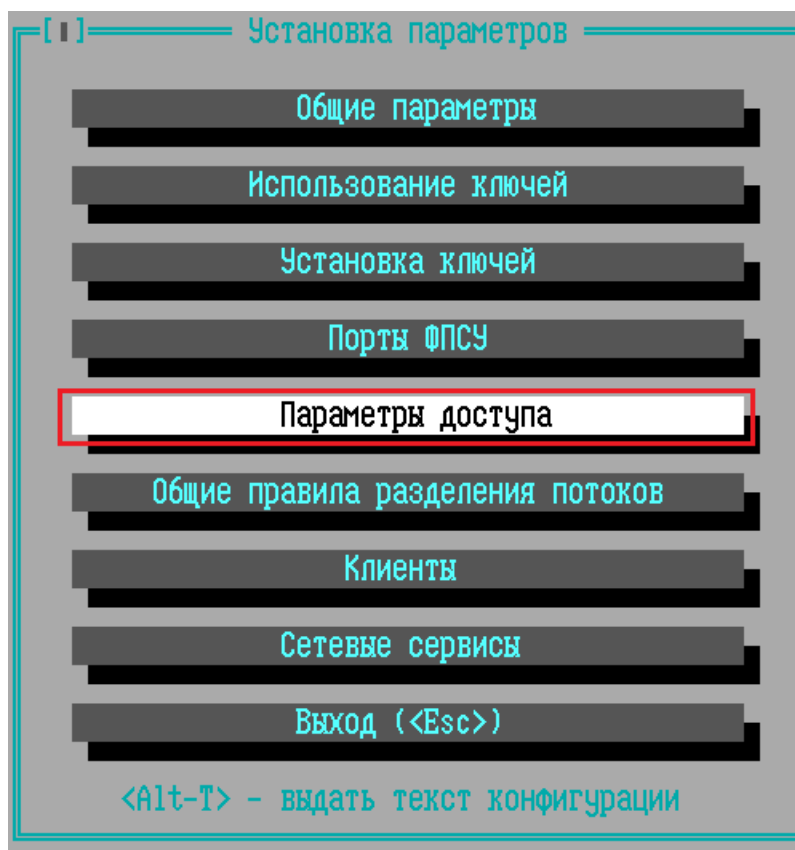 [▮] Установка параметров
Общие параметры
Использование ключей
Установка ключей
Порты ФПСУ
Параметры доступа
Общие правила разделения потоков
Клиенты
Сетевые сервисы
Выход (<Esc>)
<Alt-T> - выдать текст конфигурации